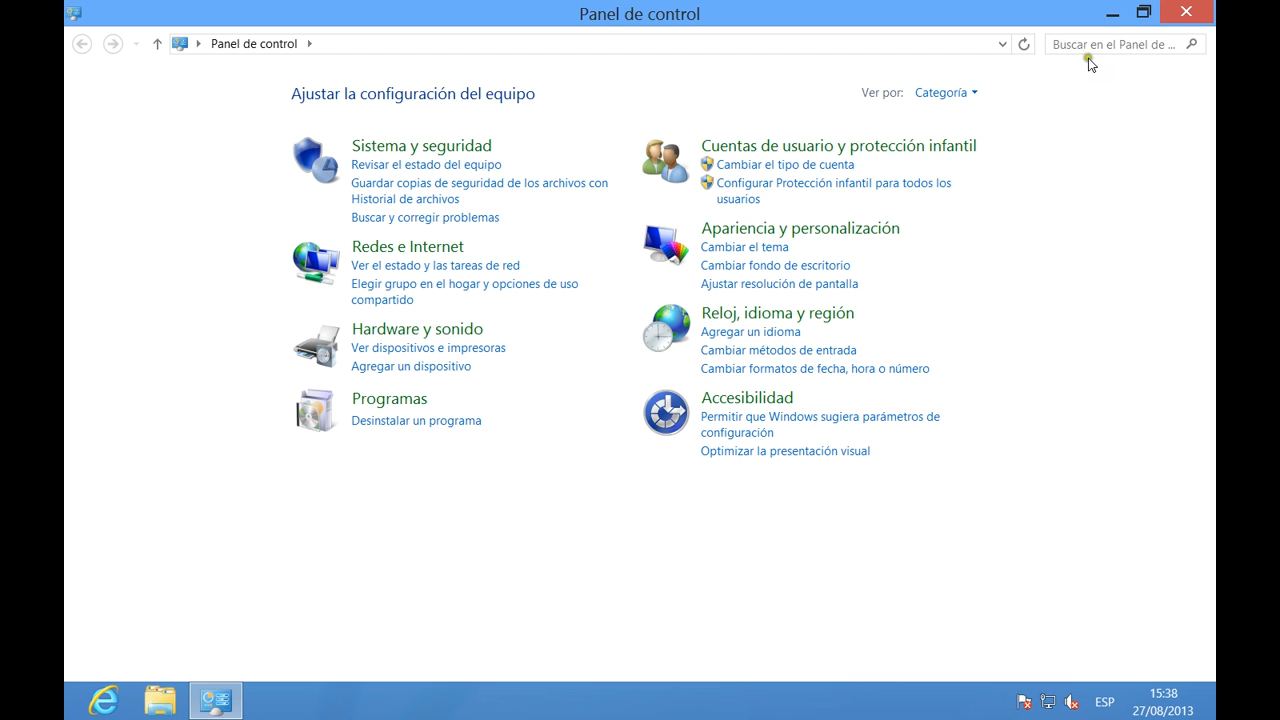 Panel de control
Panel de control
Buscar en el Panel de ...
Ajustar la configuración del equipo
Ver por: Categoría
Sistema y seguridad
Revisar el estado del equipo
Guardar copias de seguridad de los archivos con
Historial de archivos
Buscar y corregir problemas
Redes e Internet
Ver el estado y las tareas de red
Elegir grupo en el hogar y opciones de uso
compartido
Hardware y sonido
Ver dispositivos e impresoras
Agregar un dispositivo
Programas
Desinstalar un programa
Cuentas de usuario y protección infantil
Cambiar el tipo de cuenta
Configurar Protección infantil para todos los
usuarios
Apariencia y personalización
Cambiar el tema
Cambiar fondo de escritorio
Ajustar resolución de pantalla
Reloj, idioma y región
Agregar un idioma
Cambiar métodos de entrada
Cambiar formatos de fecha, hora o número
Accesibilidad
Permitir que Windows sugiera parámetros de
configuración
Optimizar la presentación visual
ESP
15:38
27/08/2013